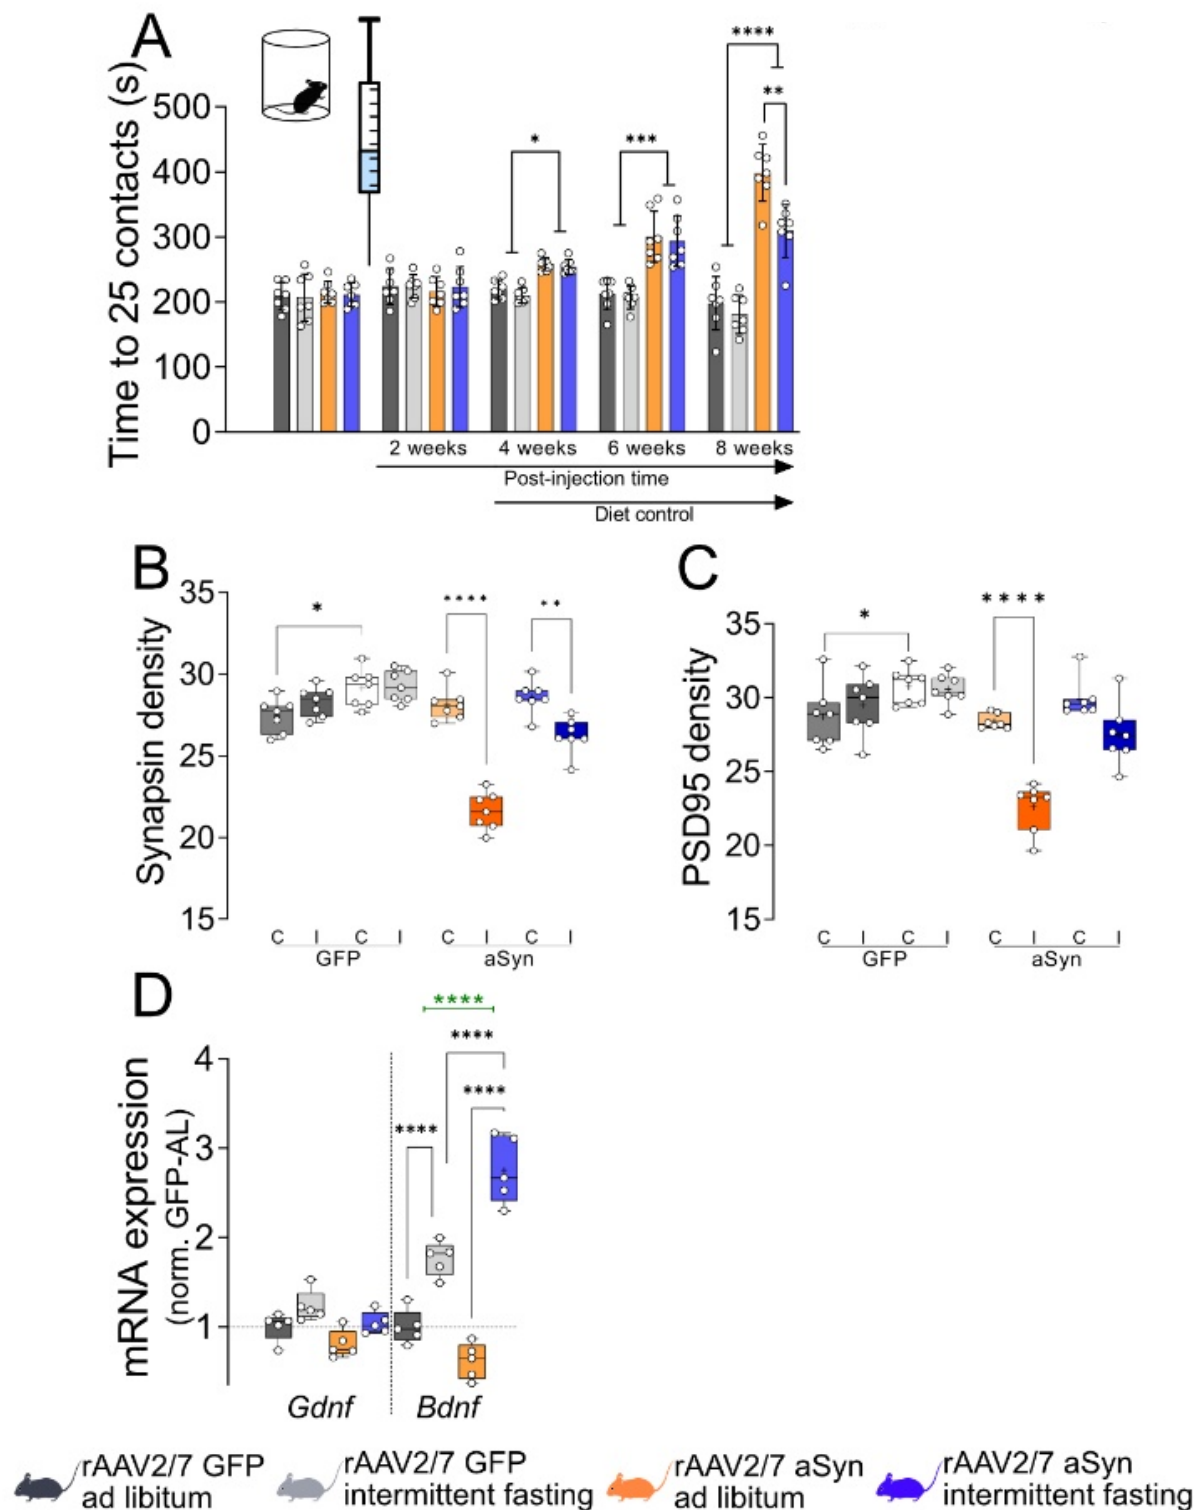 A
Time to 25 contacts (s)
500
400
300
200
100
0
*
***
****
**
2 weeks 4 weeks 6 weeks 8 weeks
Post-injection time
Diet control
B
Synapsin density
35
30
25
20
15
*
****
**
C I C I C I C I
GFP aSyn
C
PSD95 density
35
30
25
20
15
*
****
C I C I C I C I
GFP aSyn
D
mRNA expression
(norm. GFP-AL)
4
3
2
1
****
****
****
****
Gdnf Bdnf
rAAV2/7 GFP
ad libitum
rAAV2/7 GFP
intermittent fasting
rAAV2/7 aSyn
ad libitum
rAAV2/7 aSyn
intermittent fasting